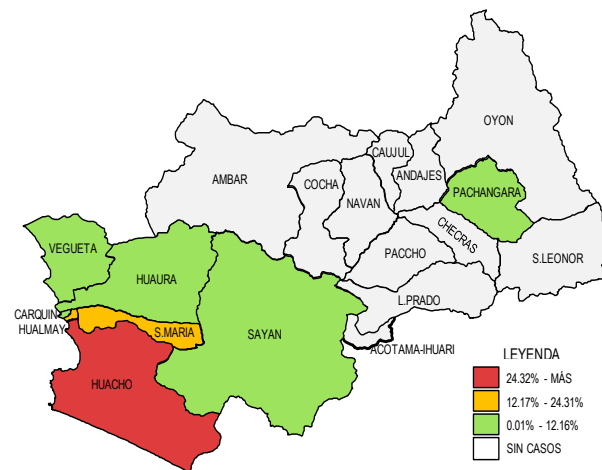 OYON
CAUJUL
ANDAJES
AMBAR
COCHA
NAVAN
PACHANGARA
CHECRAS
VEGUETA
HUAURA
PACCHO
S.LEONOR
L.PRADO
CARQUIN
HUALMAY
S.MARIA
SAYAN
ACOTAMA-IHUARI
HUACHO
LEYENDA
24.32% - MÁS
12.17% - 24.31%
0.01% - 12.16%
SIN CASOS